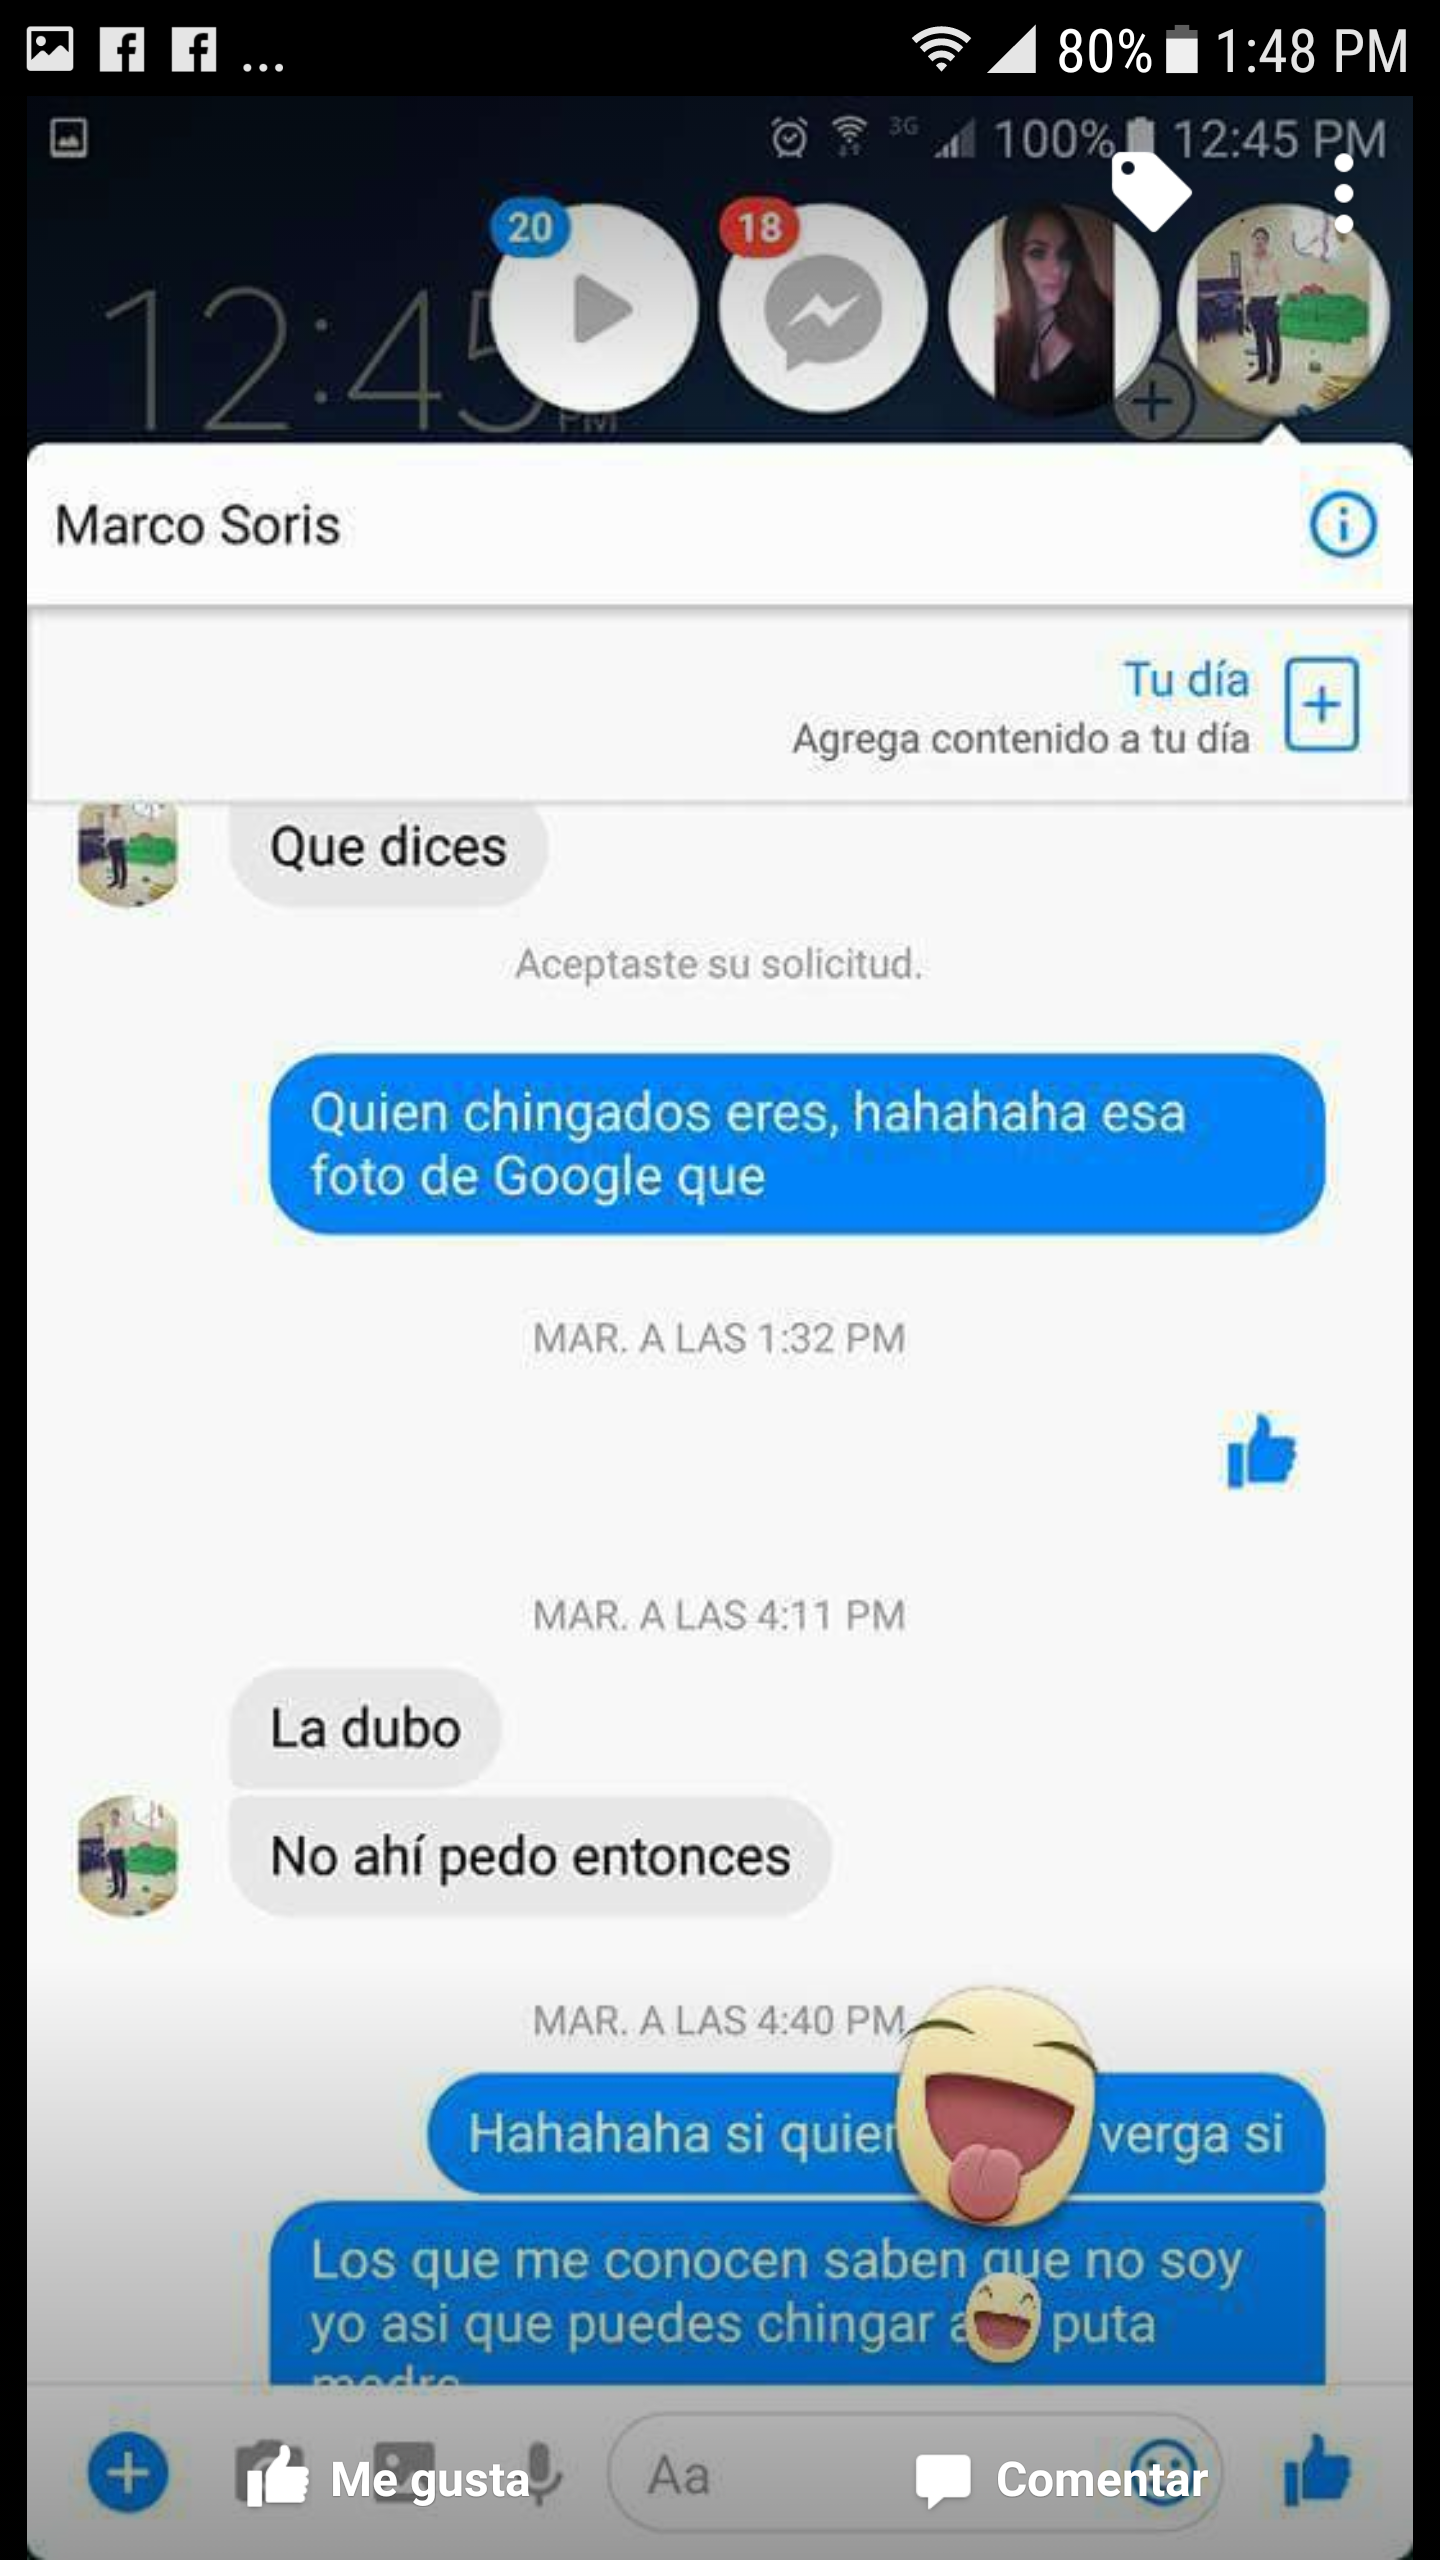 ... 80% 1:48 PM
3G 100% 12:45 PM
20 18
12:45
PM
Marco Soris
Tu día
Agrega contenido a tu día
Que dices
Aceptaste su solicitud.
Quien chingados eres, hahahaha esa
foto de Google que
MAR. A LAS 1:32 PM
MAR. A LAS 4:11 PM
La dubo
No ahí pedo entonces
MAR. A LAS 4:40 PM
Hahahaha si verga si
Los que me conocen saben que no soy
yo asi que puedes chingar a puta
madre
Aa
Me gusta Comentar